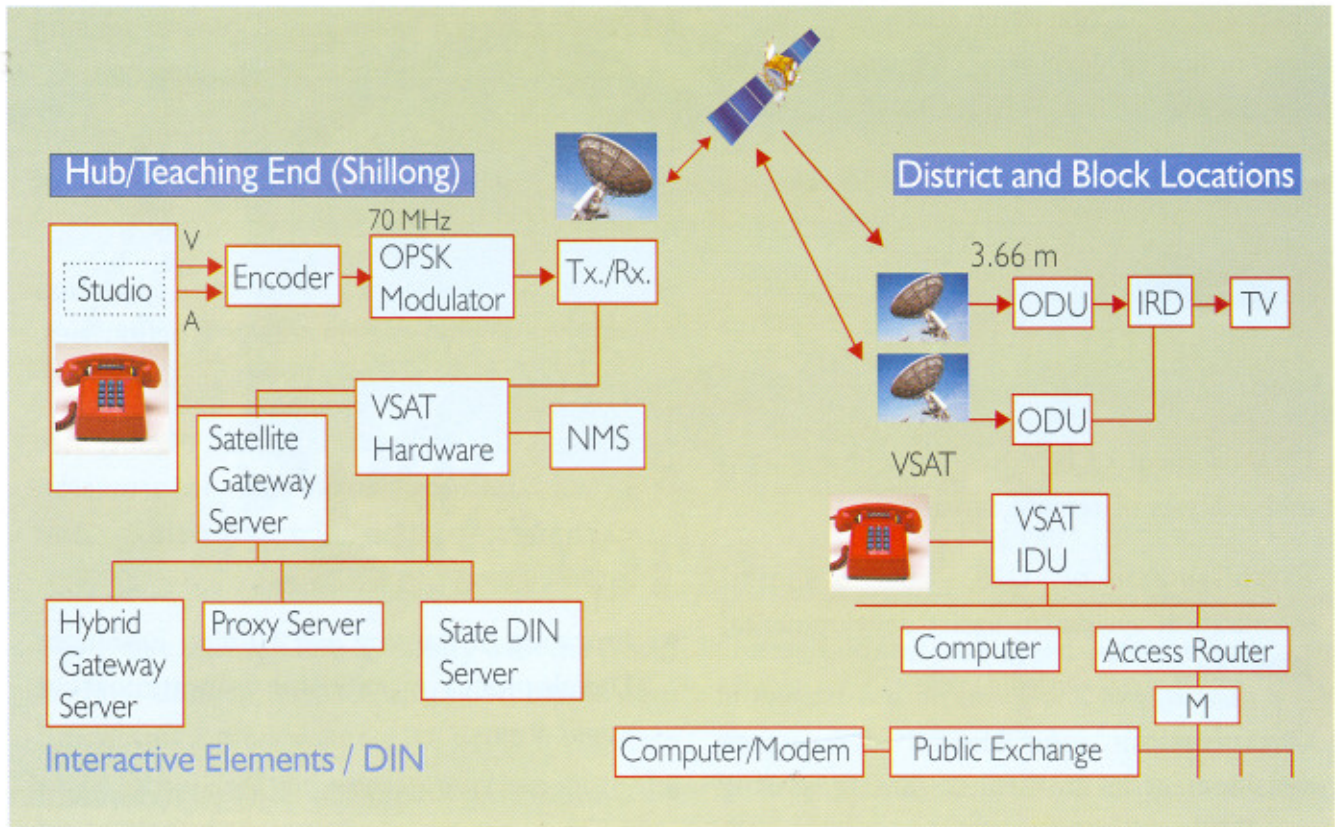 Hub/Teaching End (Shillong)
District and Block Locations
70 MHz
V
Studio
A
Encoder
OPSK
Modulator
Tx./Rx.
3.66 m
ODU
IRD
TV
VSAT
Hardware
NMS
Satellite
Gateway
Server
ODU
VSAT
VSAT
IDU
Hybrid
Gateway
Server
Proxy Server
State DIN
Server
Computer
Access Router
M
Computer/Modem
Public Exchange
Interactive Elements / DIN